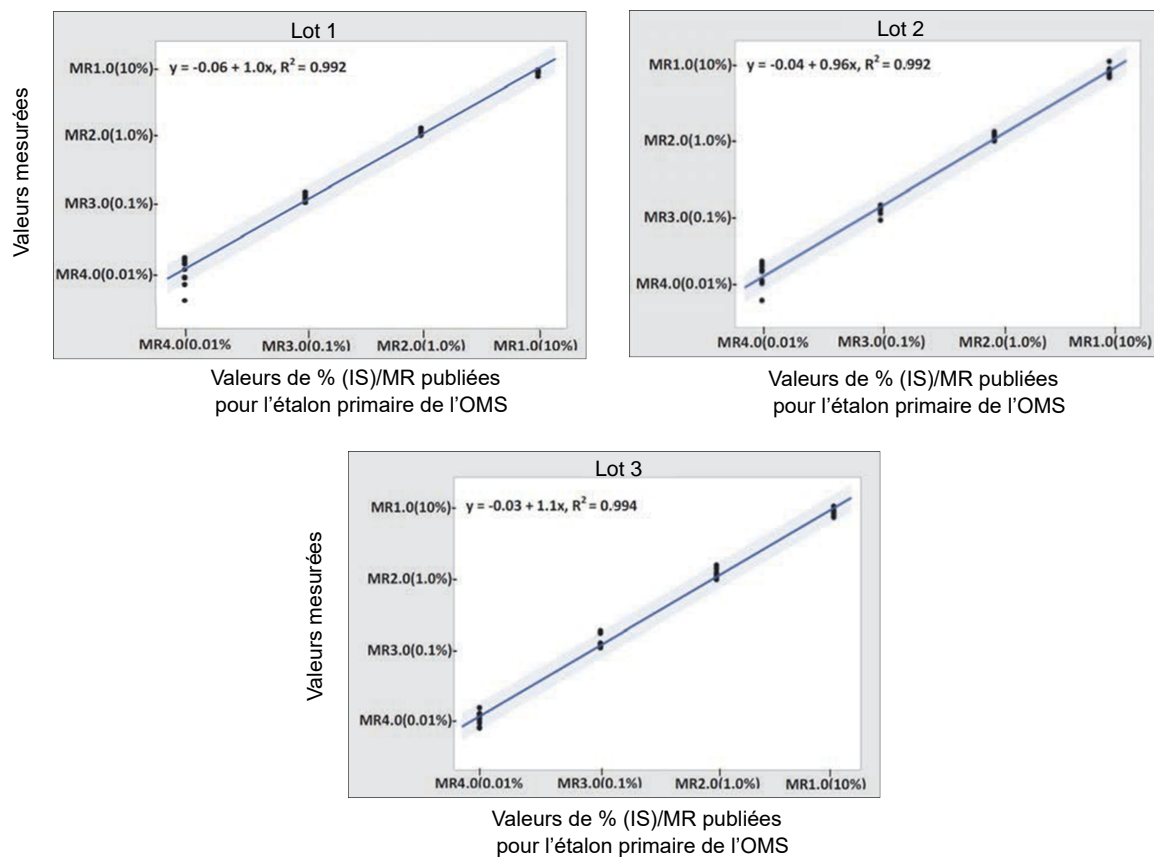 Lot 1
y = -0.06 + 1.0x, R² = 0.992
MR1.0(10%)
MR2.0(1.0%)
MR3.0(0.1%)
MR4.0(0.01%)
Valeurs mesurées
MR4.0(0.01%
MR3.0(0.1%)
MR2.0(1.0%)
MR1.0(10%)
Valeurs de % (IS)/MR publiées
pour l’étalon primaire de l’OMS
Lot 2
y = -0.04 + 0.96x, R² = 0.992
MR1.0(10%)
MR2.0(1.0%)
MR3.0(0.1%)
MR4.0(0.01%)
MR4.0(0.01%
MR3.0(0.1%)
MR2.0(1.0%)
MR1.0(10%)
Valeurs de % (IS)/MR publiées
pour l’étalon primaire de l’OMS
Lot 3
y = -0.03 + 1.1x, R² = 0.994
MR1.0(10%)
MR2.0(1.0%)
MR3.0(0.1%)
MR4.0(0.01%)
Valeurs mesurées
MR4.0(0.01%
MR3.0(0.1%)
MR2.0(1.0%)
MR1.0(10%)
Valeurs de % (IS)/MR publiées
pour l’étalon primaire de l’OMS